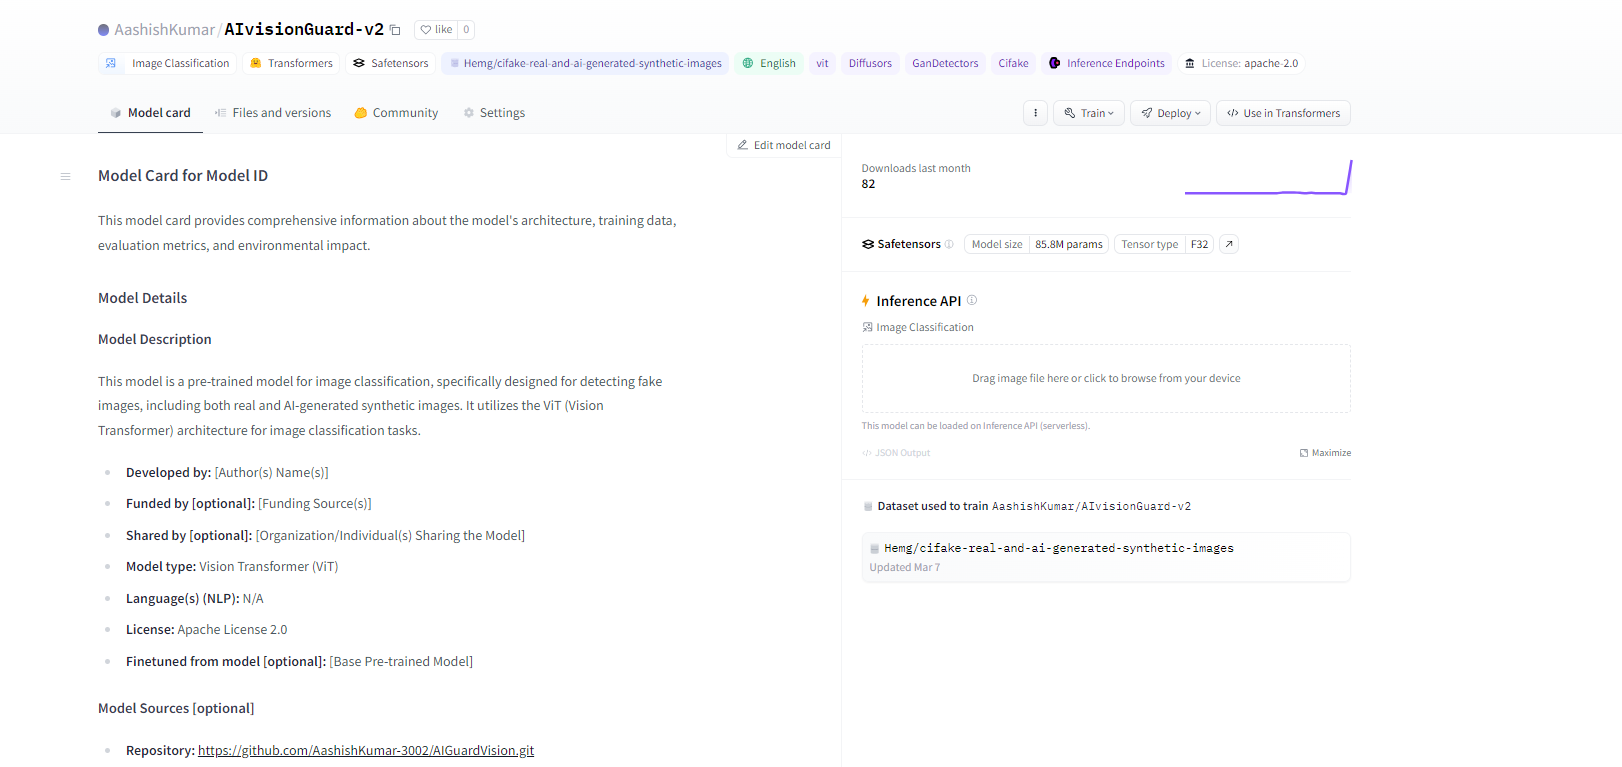 AashishKumar/AIvisionGuard-v2 like 0
Image Classification Transformers Safetensors Hemg/cifake-real-and-ai-generated-synthetic-images English vit Diffusors GanDetectors Cifake Inference Endpoints License: apache-2.0
Model card Files and versions Community Settings Train Deploy Use in Transformers
Edit model card
Model Card for Model ID
This model card provides comprehensive information about the model's architecture, training data,
evaluation metrics, and environmental impact.
Model Details
Model Description
This model is a pre-trained model for image classification, specifically designed for detecting fake
images, including both real and AI-generated synthetic images. It utilizes the ViT (Vision
Transformer) architecture for image classification tasks.
Developed by: [Author(s) Name(s)]
Funded by [optional]: [Funding Source(s)]
Shared by [optional]: [Organization/Individual(s) Sharing the Model]
Model type: Vision Transformer (ViT)
Language(s) (NLP): N/A
License: Apache License 2.0
Finetuned from model [optional]: [Base Pre-trained Model]
Model Sources [optional]
Repository: https://github.com/AashishKumar-3002/AIGuardVision.git
Downloads last month
82
Safetensors Model size 85.8M params Tensor type F32
Inference API
Image Classification
Drag image file here or click to browse from your device
This model can be loaded on Inference API (serverless).
JSON Output Maximize
Dataset used to train AashishKumar/AIvisionGuard-v2
Hemg/cifake-real-and-ai-generated-synthetic-images
Updated Mar 7